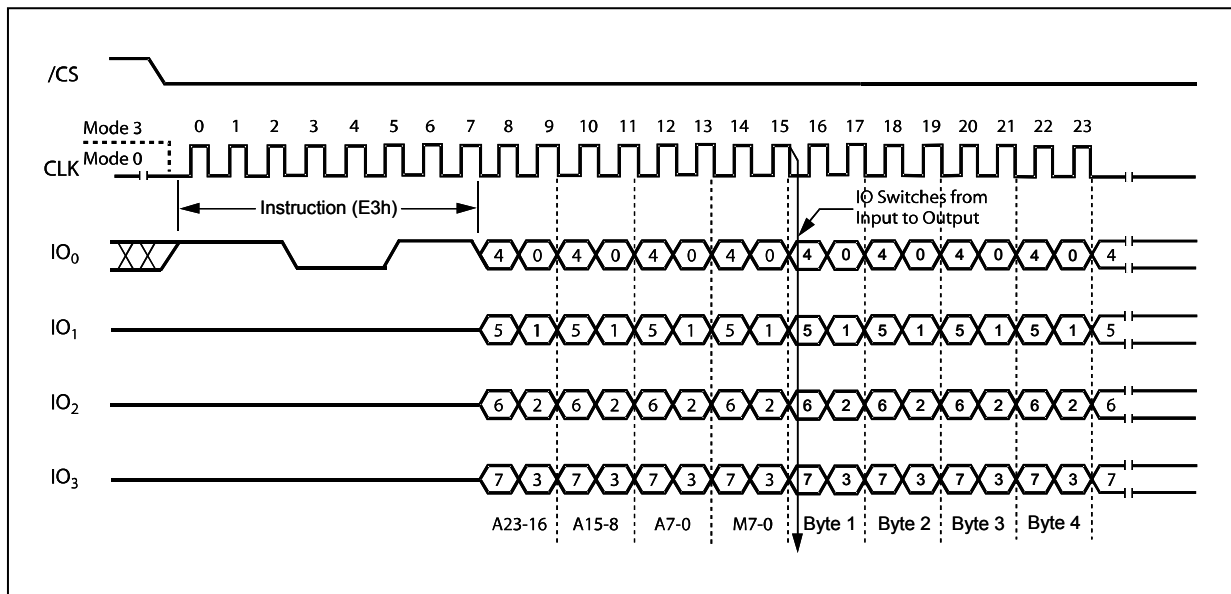 /CS
Mode 3
0 1 2 3 4 5 6 7 8 9 10 11 12 13 14 15 16 17 18 19 20 21 22 23
Mode 0
CLK
Instruction (E3h)
IO Switches from
Input to Output
IO0 4 0 4 0 4 0 4 0 4 0 4 0 4 0 4 0 4
IO1 5 1 5 1 5 1 5 1 5 1 5 1 5 1 5 1 5
IO2 6 2 6 2 6 2 6 2 6 2 6 2 6 2 6 2 6
IO3 7 3 7 3 7 3 7 3 7 3 7 3 7 3 7 3 7
A23-16 A15-8 A7-0 M7-0 Byte 1 Byte 2 Byte 3 Byte 4